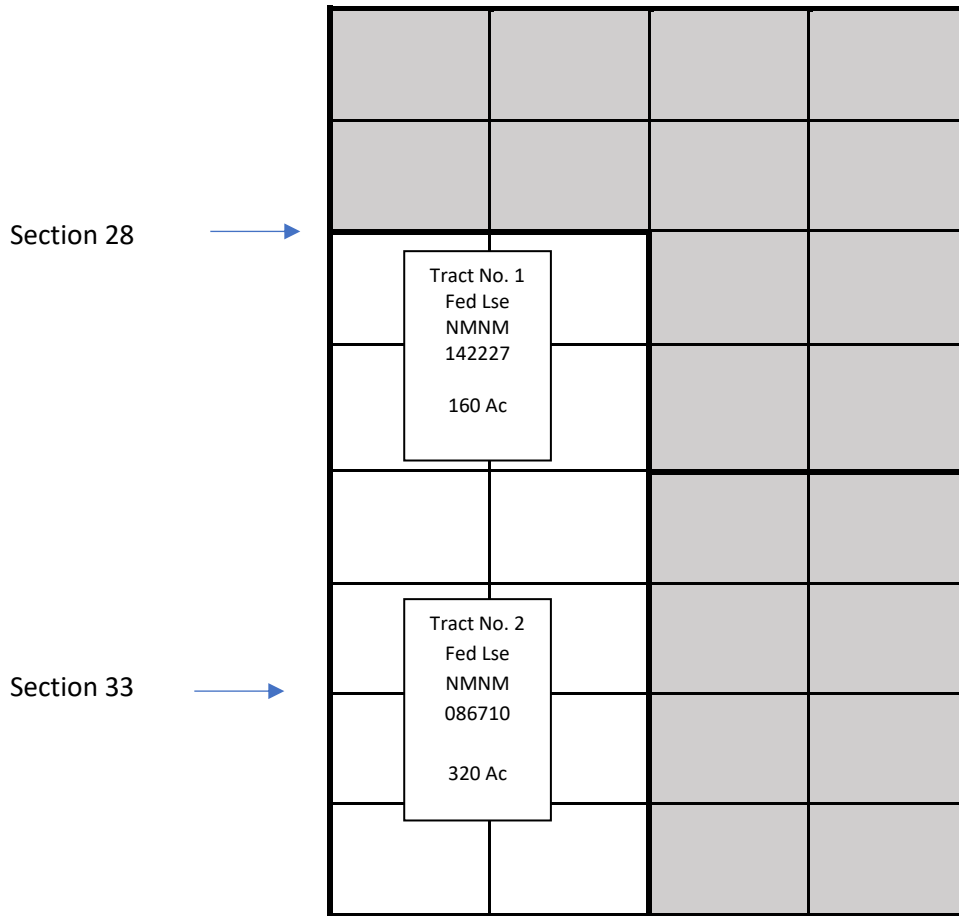 Section 28
Tract No. 1
Fed Lse
NMNM
142227
160 Ac
Section 33
Tract No. 2
Fed Lse
NMNM
086710
320 Ac